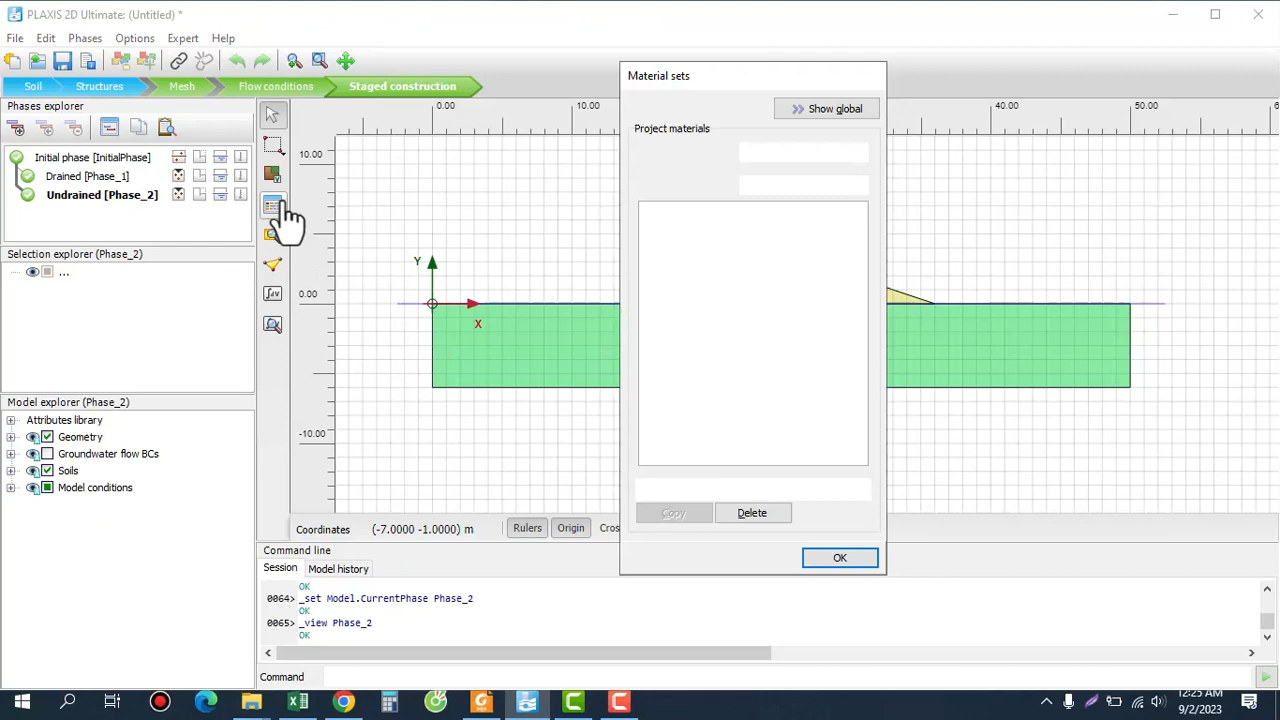 PLAXIS 2D Ultimate: (Untitled) *
File Edit Phases Options Expert Help
Soil Structures Mesh Flow conditions Staged construction
Phases explorer
Initial phase [InitialPhase]
Drained [Phase_1]
Undrained [Phase_2]
Selection explorer (Phase_2)
...
Model explorer (Phase_2)
Attributes library
Geometry
Groundwater flow BCs
Soils
Model conditions
0.00 10.00 40.00 50.00
10.00
0.00
-10.00
Y
X
Material sets
Show global
Project materials
Copy Delete
OK
Coordinates (-7.0000 -1.0000) m Rulers Origin Cros
Command line
Session Model history
OK
0064> _set Model.CurrentPhase Phase_2
OK
0065> _view Phase_2
OK
Command
12:25 AM
9/2/2023